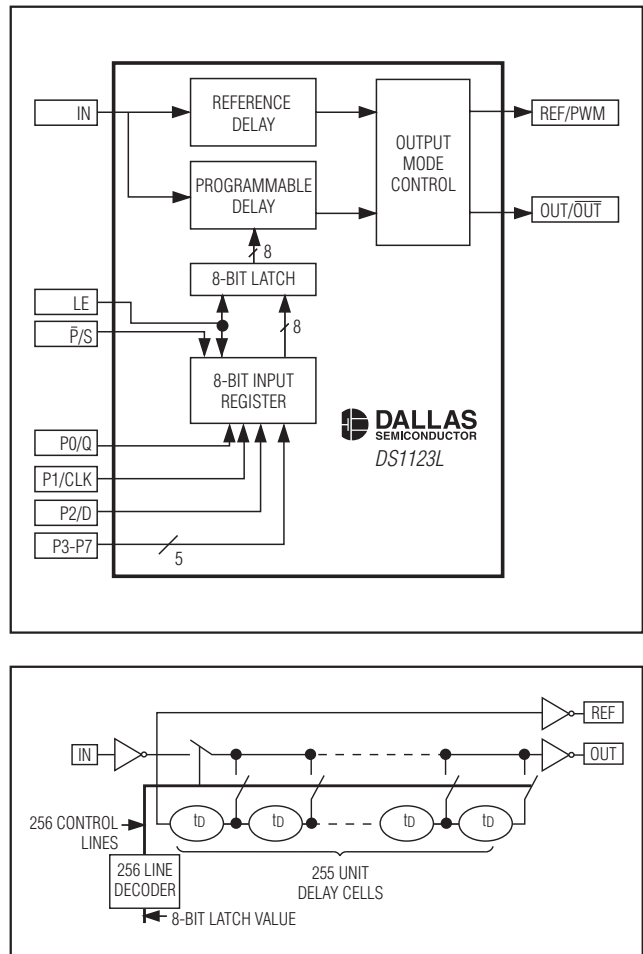 IN
REFERENCE
DELAY
REF/PWM
OUTPUT
MODE
CONTROL
PROGRAMMABLE
DELAY
OUT/O̅U̅T̅
8
8-BIT LATCH
LE
8
P̅/S
8-BIT INPUT
REGISTER
DALLAS
SEMICONDUCTOR
DS1123L
P0/Q
P1/CLK
P2/D
P3-P7
5
REF
IN
OUT
256 CONTROL
LINES
tD
tD
tD
tD
256 LINE
DECODER
255 UNIT
DELAY CELLS
8-BIT LATCH VALUE